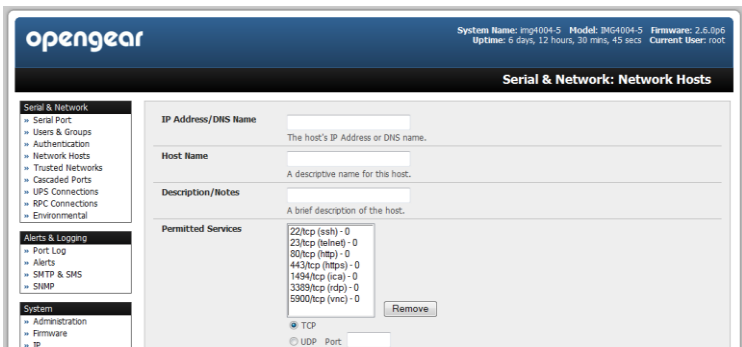 opengear
System Name: img4004-5 Model: IMG4004-5 Firmware: 2.6.0p6
Uptime: 6 days, 12 hours, 30 mins, 45 secs Current User: root
Serial & Network: Network Hosts
Serial & Network
» Serial Port
» Users & Groups
» Authentication
» Network Hosts
» Trusted Networks
» Cascaded Ports
» UPS Connections
» RPC Connections
» Environmental
Alerts & Logging
» Port Log
» Alerts
» SMTP & SMS
» SNMP
System
» Administration
» Firmware
» IP
IP Address/DNS Name
The host's IP Address or DNS name.
Host Name
A descriptive name for this host.
Description/Notes
A brief description of the host.
Permitted Services
22/tcp (ssh) - 0
23/tcp (telnet) - 0
80/tcp (http) - 0
443/tcp (https) - 0
1494/tcp (ica) - 0
3389/tcp (rdp) - 0
5900/tcp (vnc) - 0
Remove
TCP
UDP Port